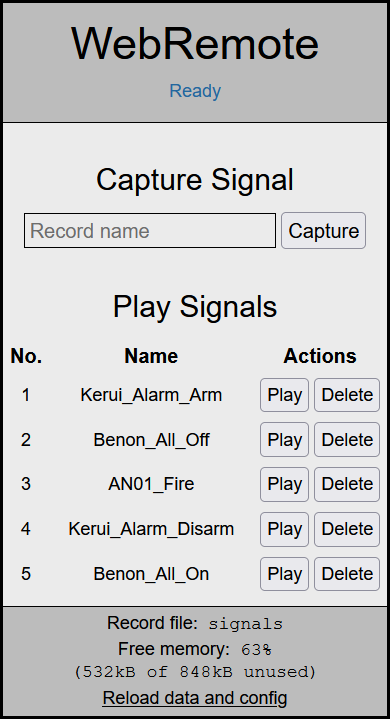 WebRemote
Ready
Capture Signal
Record name Capture
Play Signals
No. Name Actions
1 Kerui_Alarm_Arm Play Delete
2 Benon_All_Off Play Delete
3 AN01_Fire Play Delete
4 Kerui_Alarm_Disarm Play Delete
5 Benon_All_On Play Delete
Record file: signals
Free memory: 63%
(532kB of 848kB unused)
Reload data and config